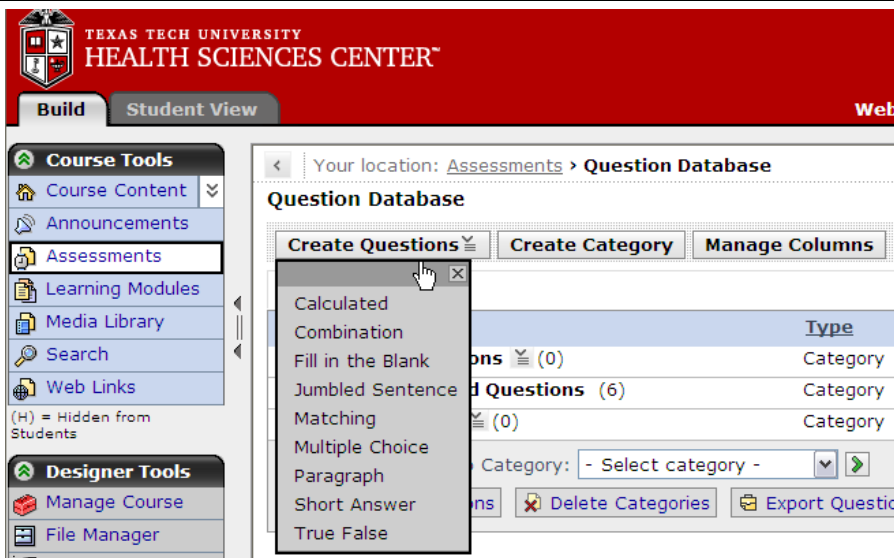 TEXAS TECH UNIVERSITY
HEALTH SCIENCES CENTER™
Build
Student View
Web
Course Tools
Course Content
Announcements
Assessments
Learning Modules
Media Library
Search
Web Links
(H) = Hidden from
Students
Designer Tools
Manage Course
File Manager
Your location: Assessments › Question Database
Question Database
Create Questions
Create Category
Manage Columns
Calculated
Combination
Fill in the Blank
Jumbled Sentence
Matching
Multiple Choice
Paragraph
Short Answer
True False
Type
ons (0) Category
d Questions (6) Category
(0) Category
Category: - Select category -
ns Delete Categories Export Questio